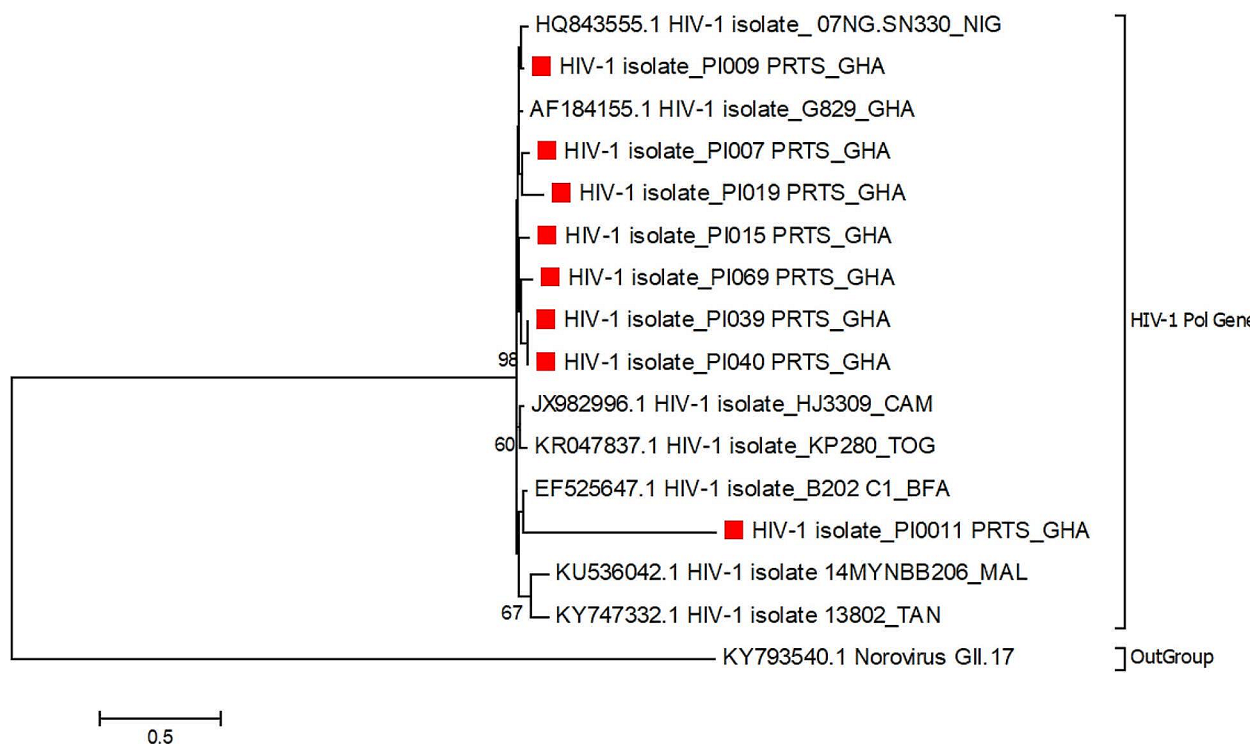 HQ843555.1 HIV-1 isolate_ 07NG.SN330_NIG
HIV-1 isolate_PI009 PRTS_GHA
AF184155.1 HIV-1 isolate_G829_GHA
HIV-1 isolate_PI007 PRTS_GHA
HIV-1 isolate_PI019 PRTS_GHA
HIV-1 isolate_PI015 PRTS_GHA
HIV-1 isolate_PI069 PRTS_GHA
HIV-1 isolate_PI039 PRTS_GHA
HIV-1 Pol Gene
98
HIV-1 isolate_PI040 PRTS_GHA
JX982996.1 HIV-1 isolate_HJ3309_CAM
60
KR047837.1 HIV-1 isolate_KP280_TOG
EF525647.1 HIV-1 isolate_B202 C1_BFA
HIV-1 isolate_PI0011 PRTS_GHA
KU536042.1 HIV-1 isolate 14MYNBB206_MAL
67
KY747332.1 HIV-1 isolate 13802_TAN
KY793540.1 Norovirus GII.17
OutGroup
0.5